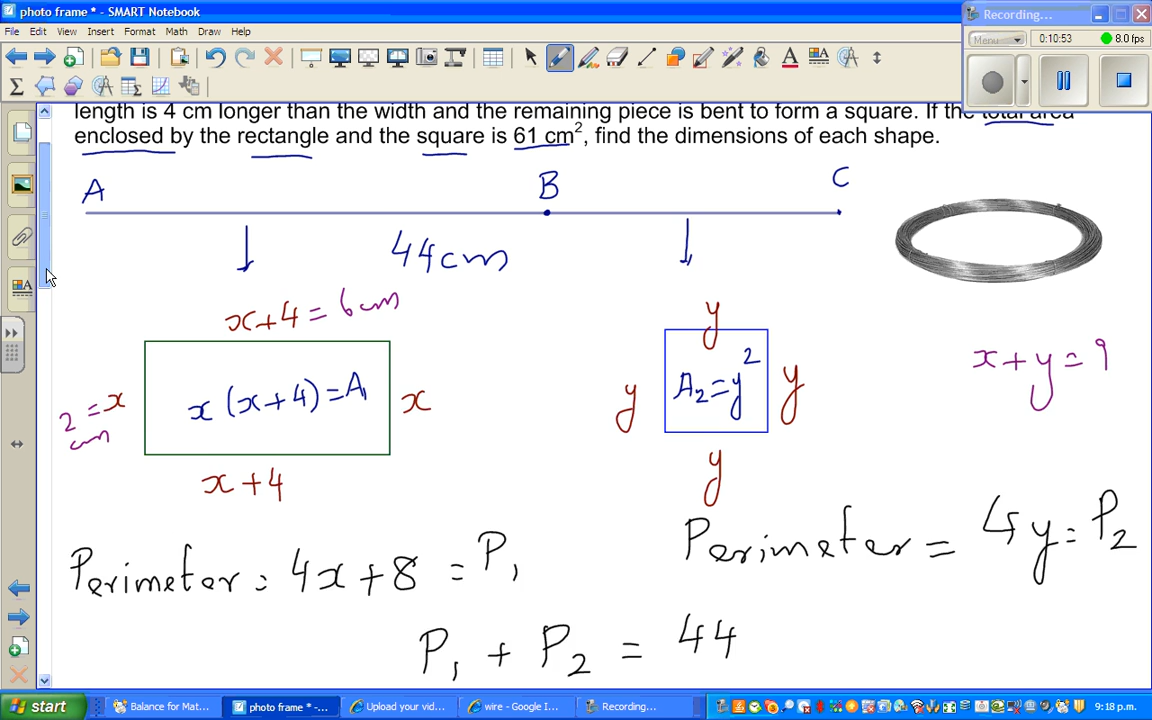 photo frame * - SMART Notebook
File Edit View Insert Format Math Draw Help
Recording...
Menu
0:10:53
8.0 fps
length is 4 cm longer than the width and the remaining piece is bent to form a square. If the total area
enclosed by the rectangle and the square is 61 cm², find the dimensions of each shape.
A B C
44cm
x+4 = 6cm
y
x + y = 9
2 = x
cm
x (x+4) = A₁
x
y
A₂ = y²
y
x + 4
y
Perimeter = 4y = P₂
Perimeter = 4x + 8 = P₁
P₁ + P₂ = 44
start
Balance for Mat...
photo frame * -...
Upload your vide...
wire - Google I...
Recording...
9:18 p.m.